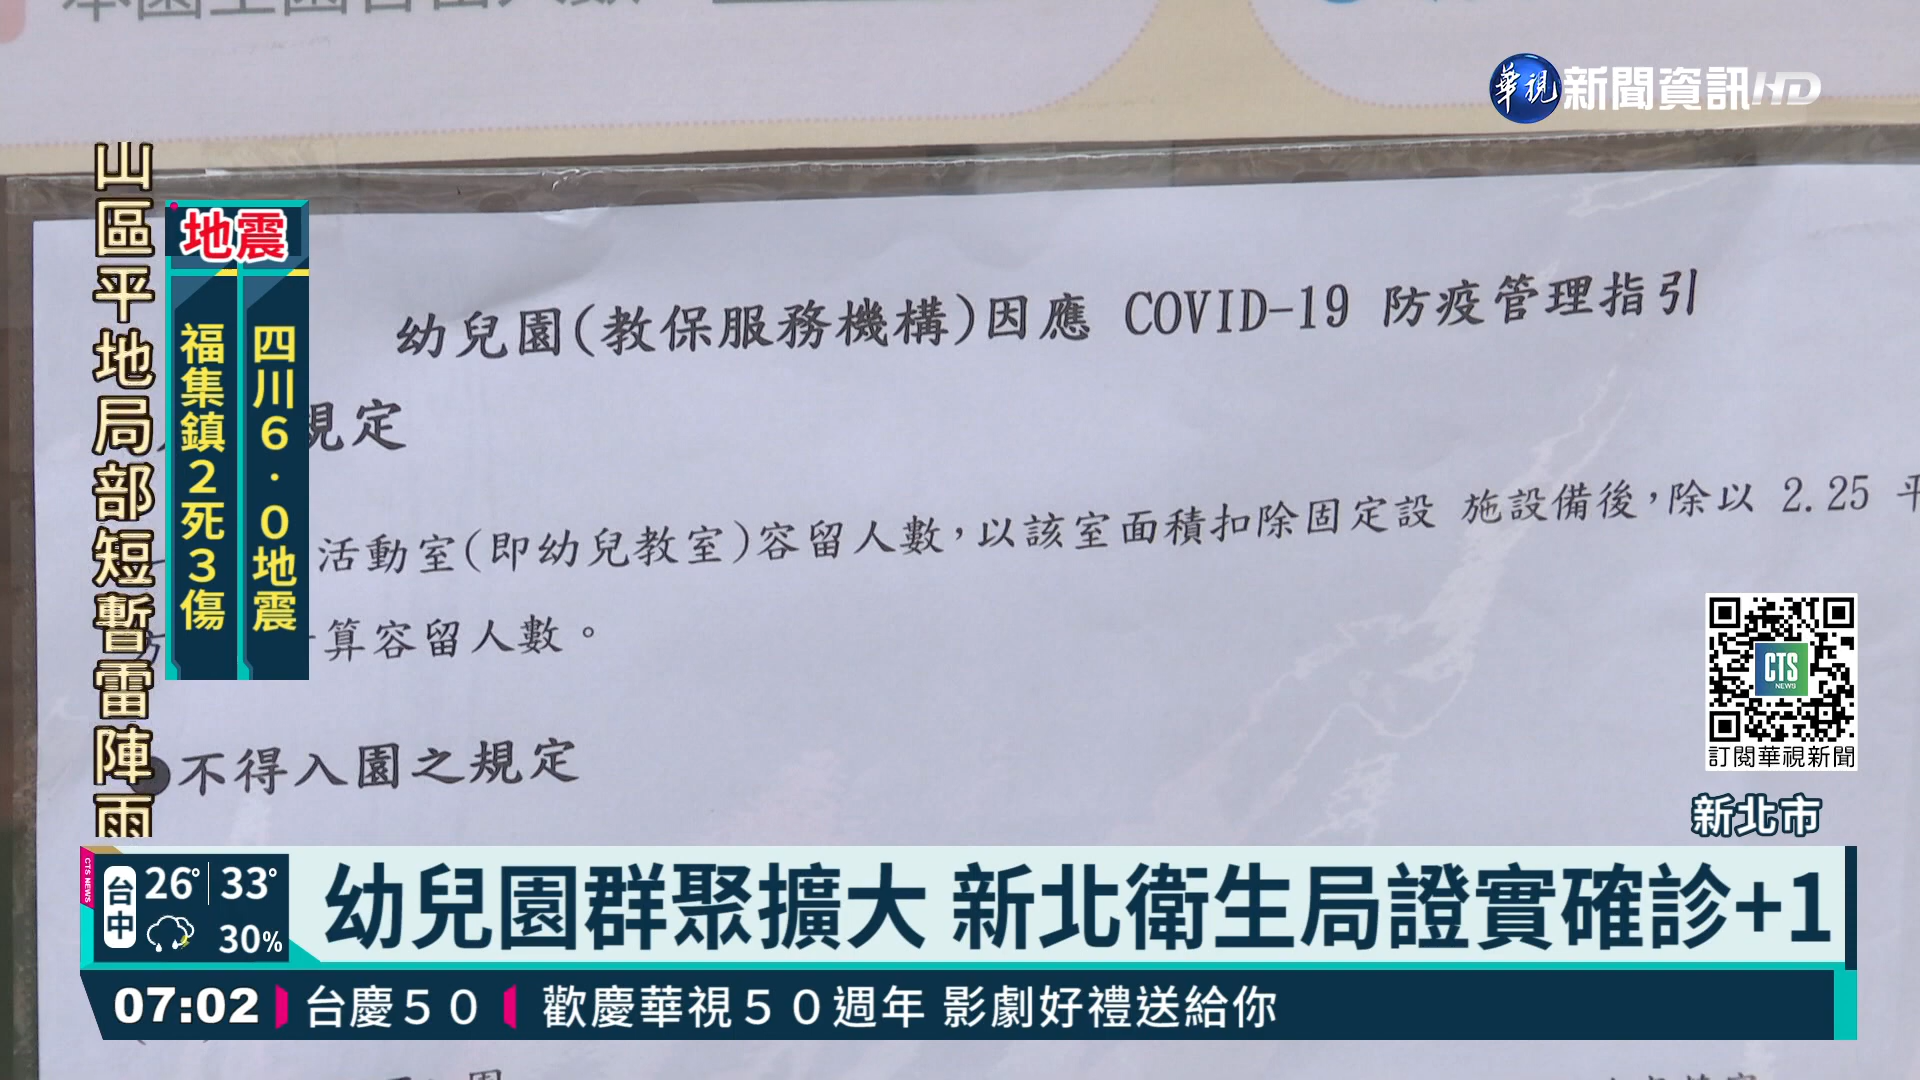 華視新聞資訊HD
山區平地局部短暫雷陣雨
地震
四川6.0地震
福集鎮2死3傷
幼兒園(教保服務機構)因應 COVID-19 防疫管理指引
規定
活動室(即幼兒教室)容留人數,以該室面積扣除固定設 施設備後,除以 2.25 平
算容留人數。
●不得入園之規定
CTS
NEWS
訂閱華視新聞
新北市
CTS NEWS
台中
26° 33°
30%
幼兒園群聚擴大 新北衛生局證實確診+1
07:02 台慶50 歡慶華視50週年 影劇好禮送給你